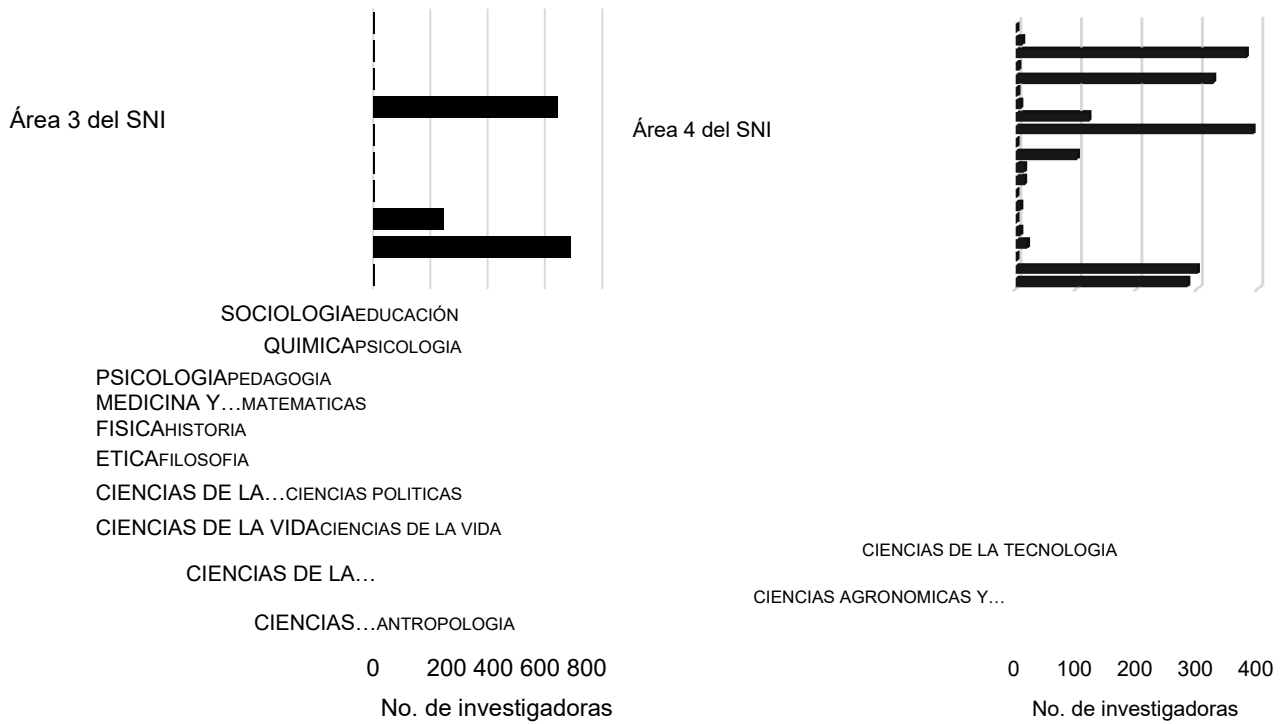 Área 3 del SNI
Área 4 del SNI
SOCIOLOGIAEDUCACIÓN
QUIMICAPSICOLOGIA
PSICOLOGIAPEDAGOGIA
MEDICINA Y…MATEMATICAS
FISICAHISTORIA
ETICAFILOSOFIA
CIENCIAS DE LA…CIENCIAS POLITICAS
CIENCIAS DE LA VIDACIENCIAS DE LA VIDA
CIENCIAS DE LA TECNOLOGIA
CIENCIAS DE LA…
CIENCIAS AGRONOMICAS Y…
CIENCIAS…ANTROPOLOGIA
0 200 400 600 800
0 100 200 300 400
No. de investigadoras
No. de investigadoras